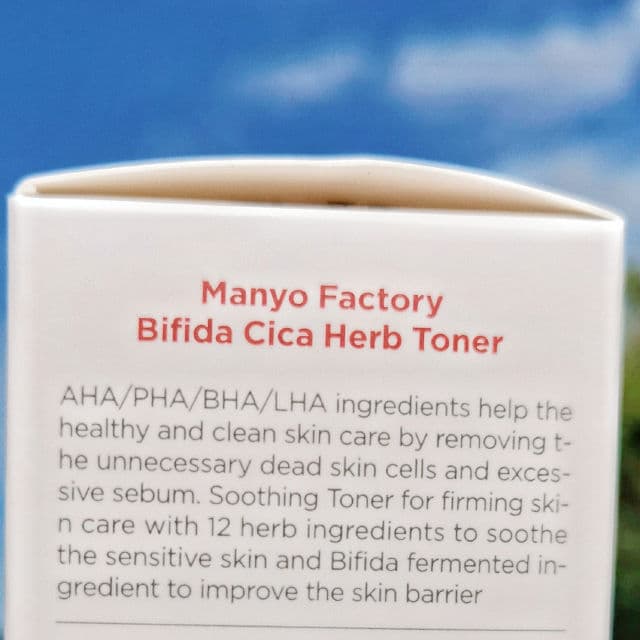 Manyo Factory
Bifida Cica Herb Toner
AHA/PHA/BHA/LHA ingredients help the
healthy and clean skin care by removing t-
he unnecessary dead skin cells and exces-
sive sebum. Soothing Toner for firming ski-
n care with 12 herb ingredients to soothe
the sensitive skin and Bifida fermented in-
gredient to improve the skin barrier